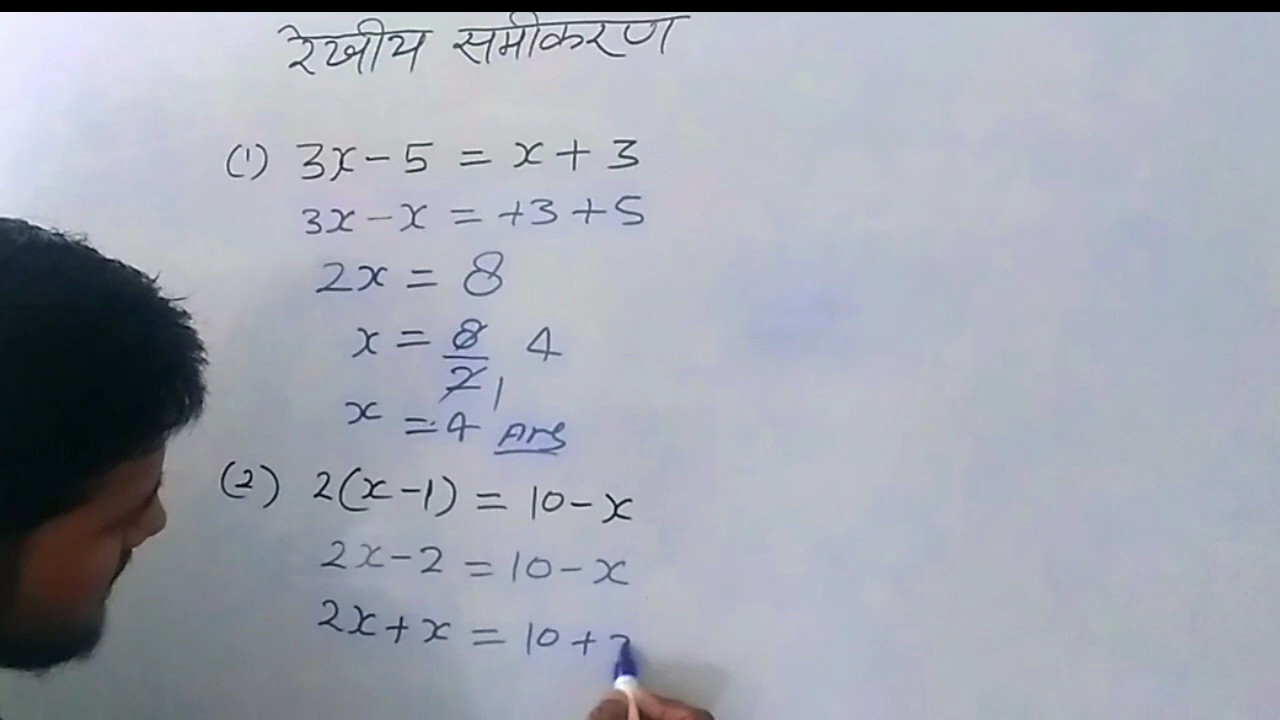 रेखीय समीकरण
(1) 3x - 5 = x + 3
3x - x = +3 + 5
2x = 8
x = 8/2 4 1
x = 4 Ans
(2) 2(x - 1) = 10 - x
2x - 2 = 10 - x
2x + x = 10 +